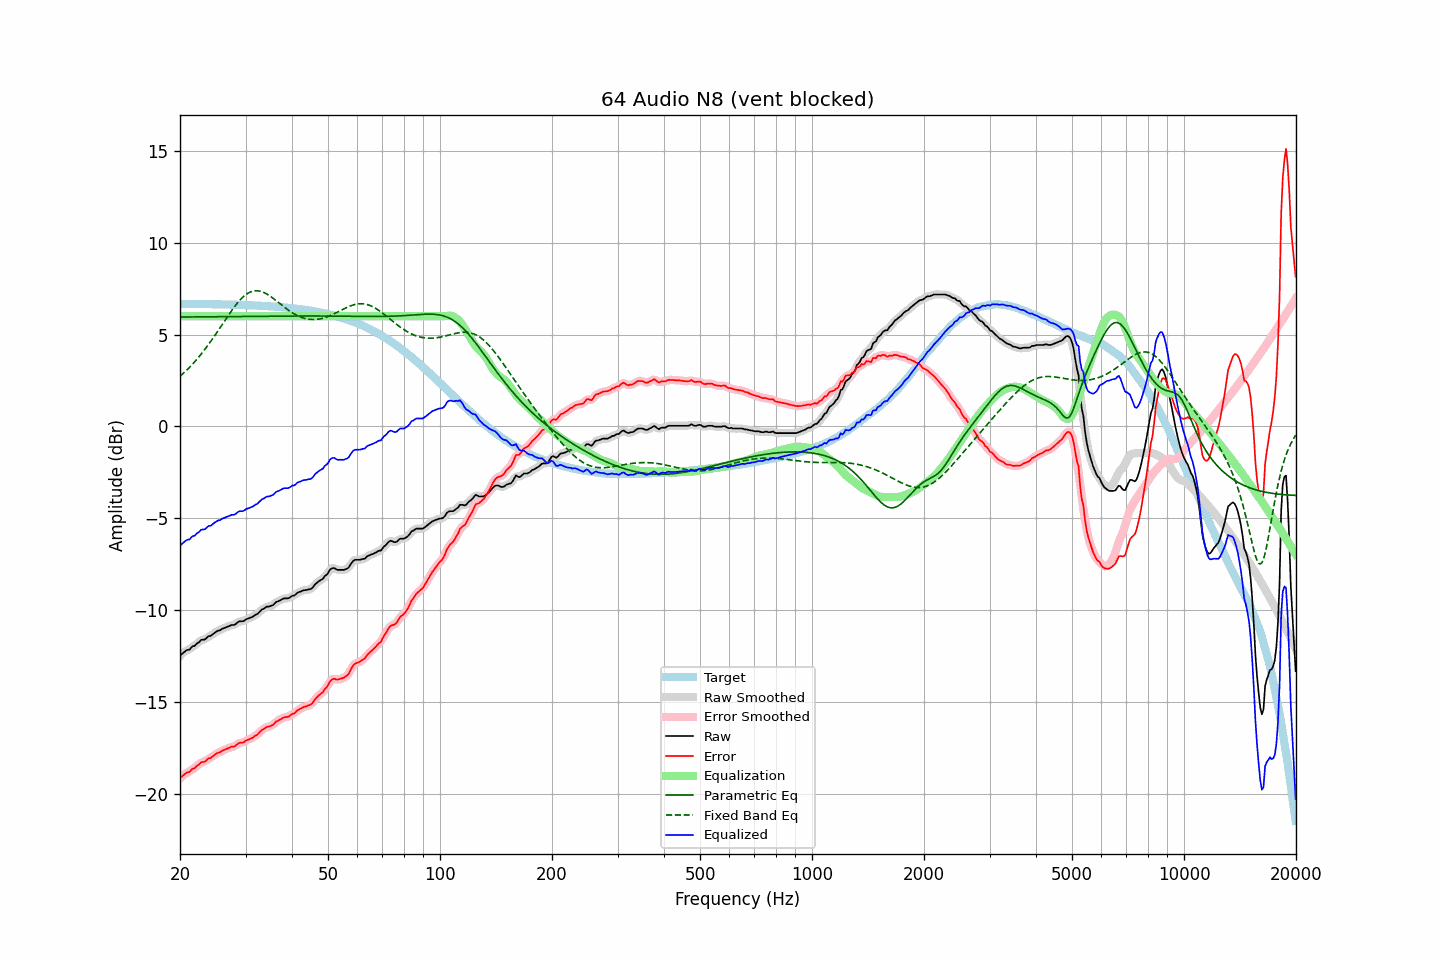 64 Audio N8 (vent blocked)
Amplitude (dBr)
15
10
5
0
−5
−10
−15
−20
Target
Raw Smoothed
Error Smoothed
Raw
Error
Equalization
Parametric Eq
Fixed Band Eq
Equalized
20
50
100
200
500
1000
2000
5000
10000
20000
Frequency (Hz)